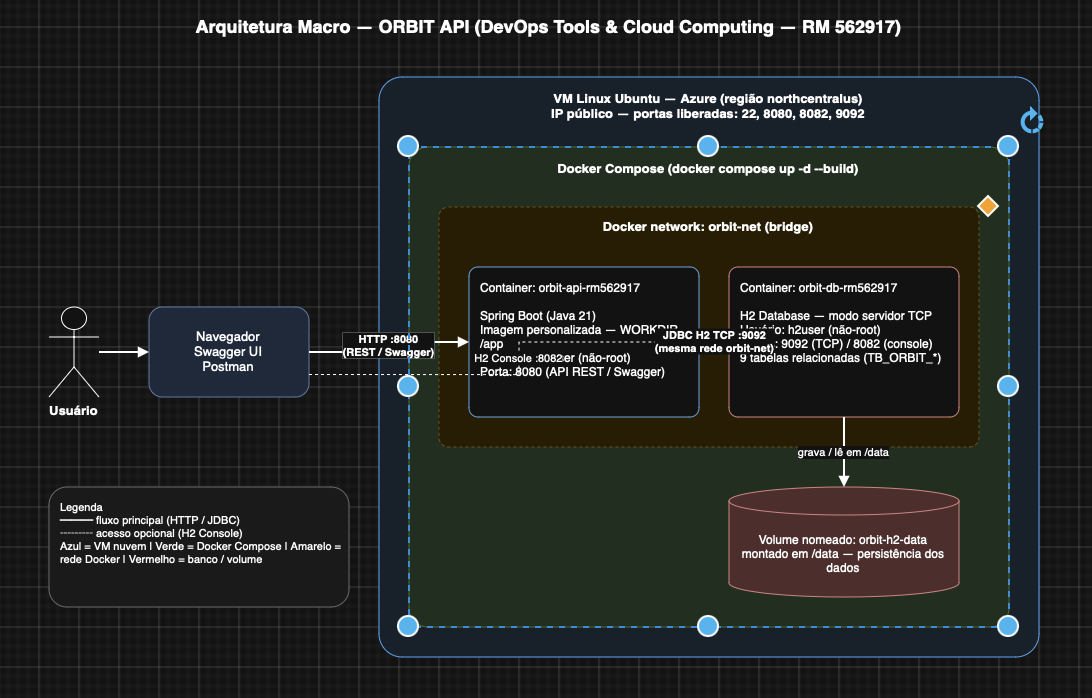 Arquitetura Macro — ORBIT API (DevOps Tools & Cloud Computing — RM 562917)
VM Linux Ubuntu — Azure (região northcentralus)
IP público — portas liberadas: 22, 8080, 8082, 9092
Docker Compose (docker compose up -d --build)
Docker network: orbit-net (bridge)
Container: orbit-api-rm562917
Spring Boot (Java 21)
Imagem personalizada — WORKDIR
/app
(não-root)
Porta: 8080 (API REST / Swagger)
H2 Console :8082
Container: orbit-db-rm562917
H2 Database — modo servidor TCP
Usuário: h2user (não-root)
: 9092 (TCP) / 8082 (console)
9 tabelas relacionadas (TB_ORBIT_*)
JDBC H2 TCP :9092
(mesma rede orbit-net)
HTTP :8080
(REST / Swagger)
Navegador
Swagger UI
Postman
Usuário
grava / lê em /data
Volume nomeado: orbit-h2-data
montado em /data — persistência dos
dados
Legenda
fluxo principal (HTTP / JDBC)
acesso opcional (H2 Console)
Azul = VM nuvem | Verde = Docker Compose | Amarelo =
rede Docker | Vermelho = banco / volume